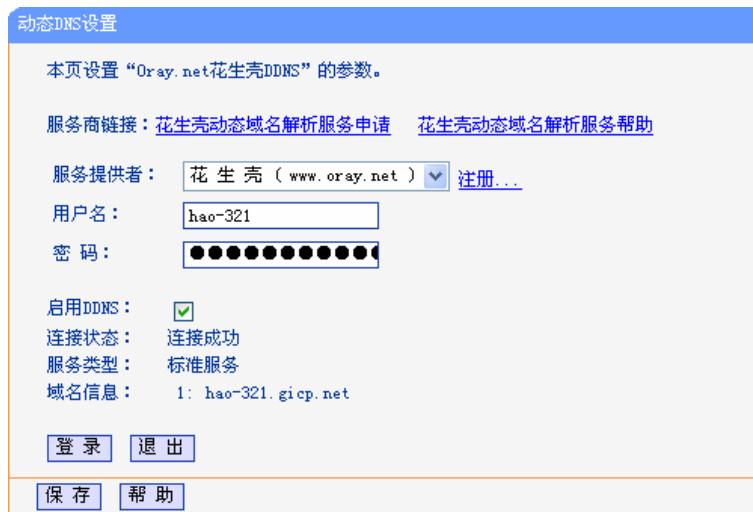 动态DNS设置
本页设置“Oray.net花生壳DDNS”的参数。
服务商链接：花生壳动态域名解析服务申请 花生壳动态域名解析服务帮助
服务提供者： 花 生 壳 ( www.oray.net ) 注册...
用户名： hao-321
密 码：
启用DDNS：
连接状态： 连接成功
服务类型： 标准服务
域名信息： 1: hao-321.gicp.net
登 录 退 出
保 存 帮 助